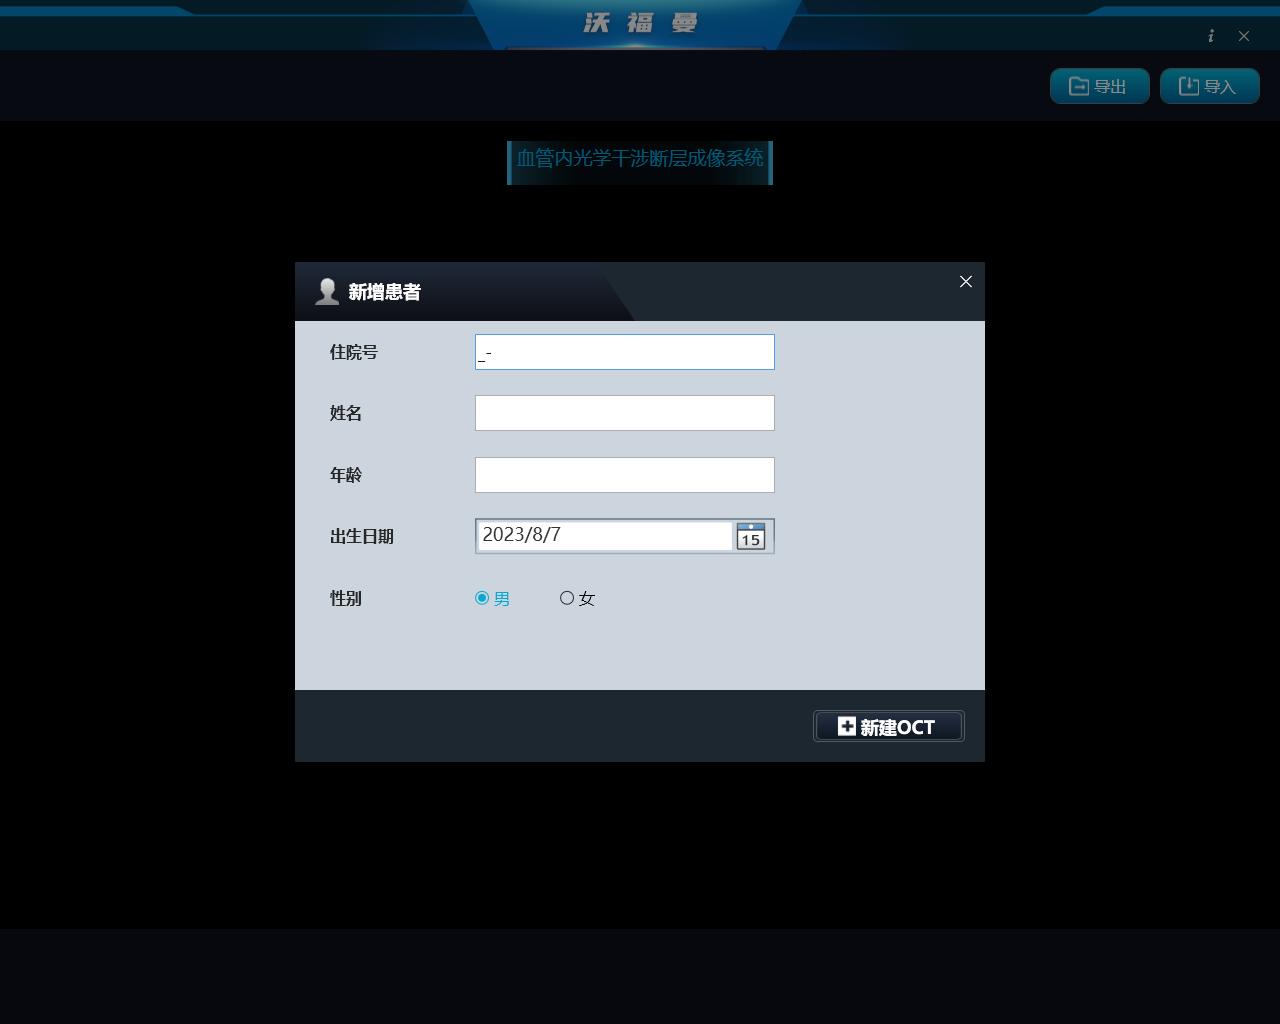 沃福曼
导出 导入
血管内光学干涉断层成像系统
新增患者
住院号 _-
姓名
年龄
出生日期 2023/8/7 15
性别 男 女
新建OCT